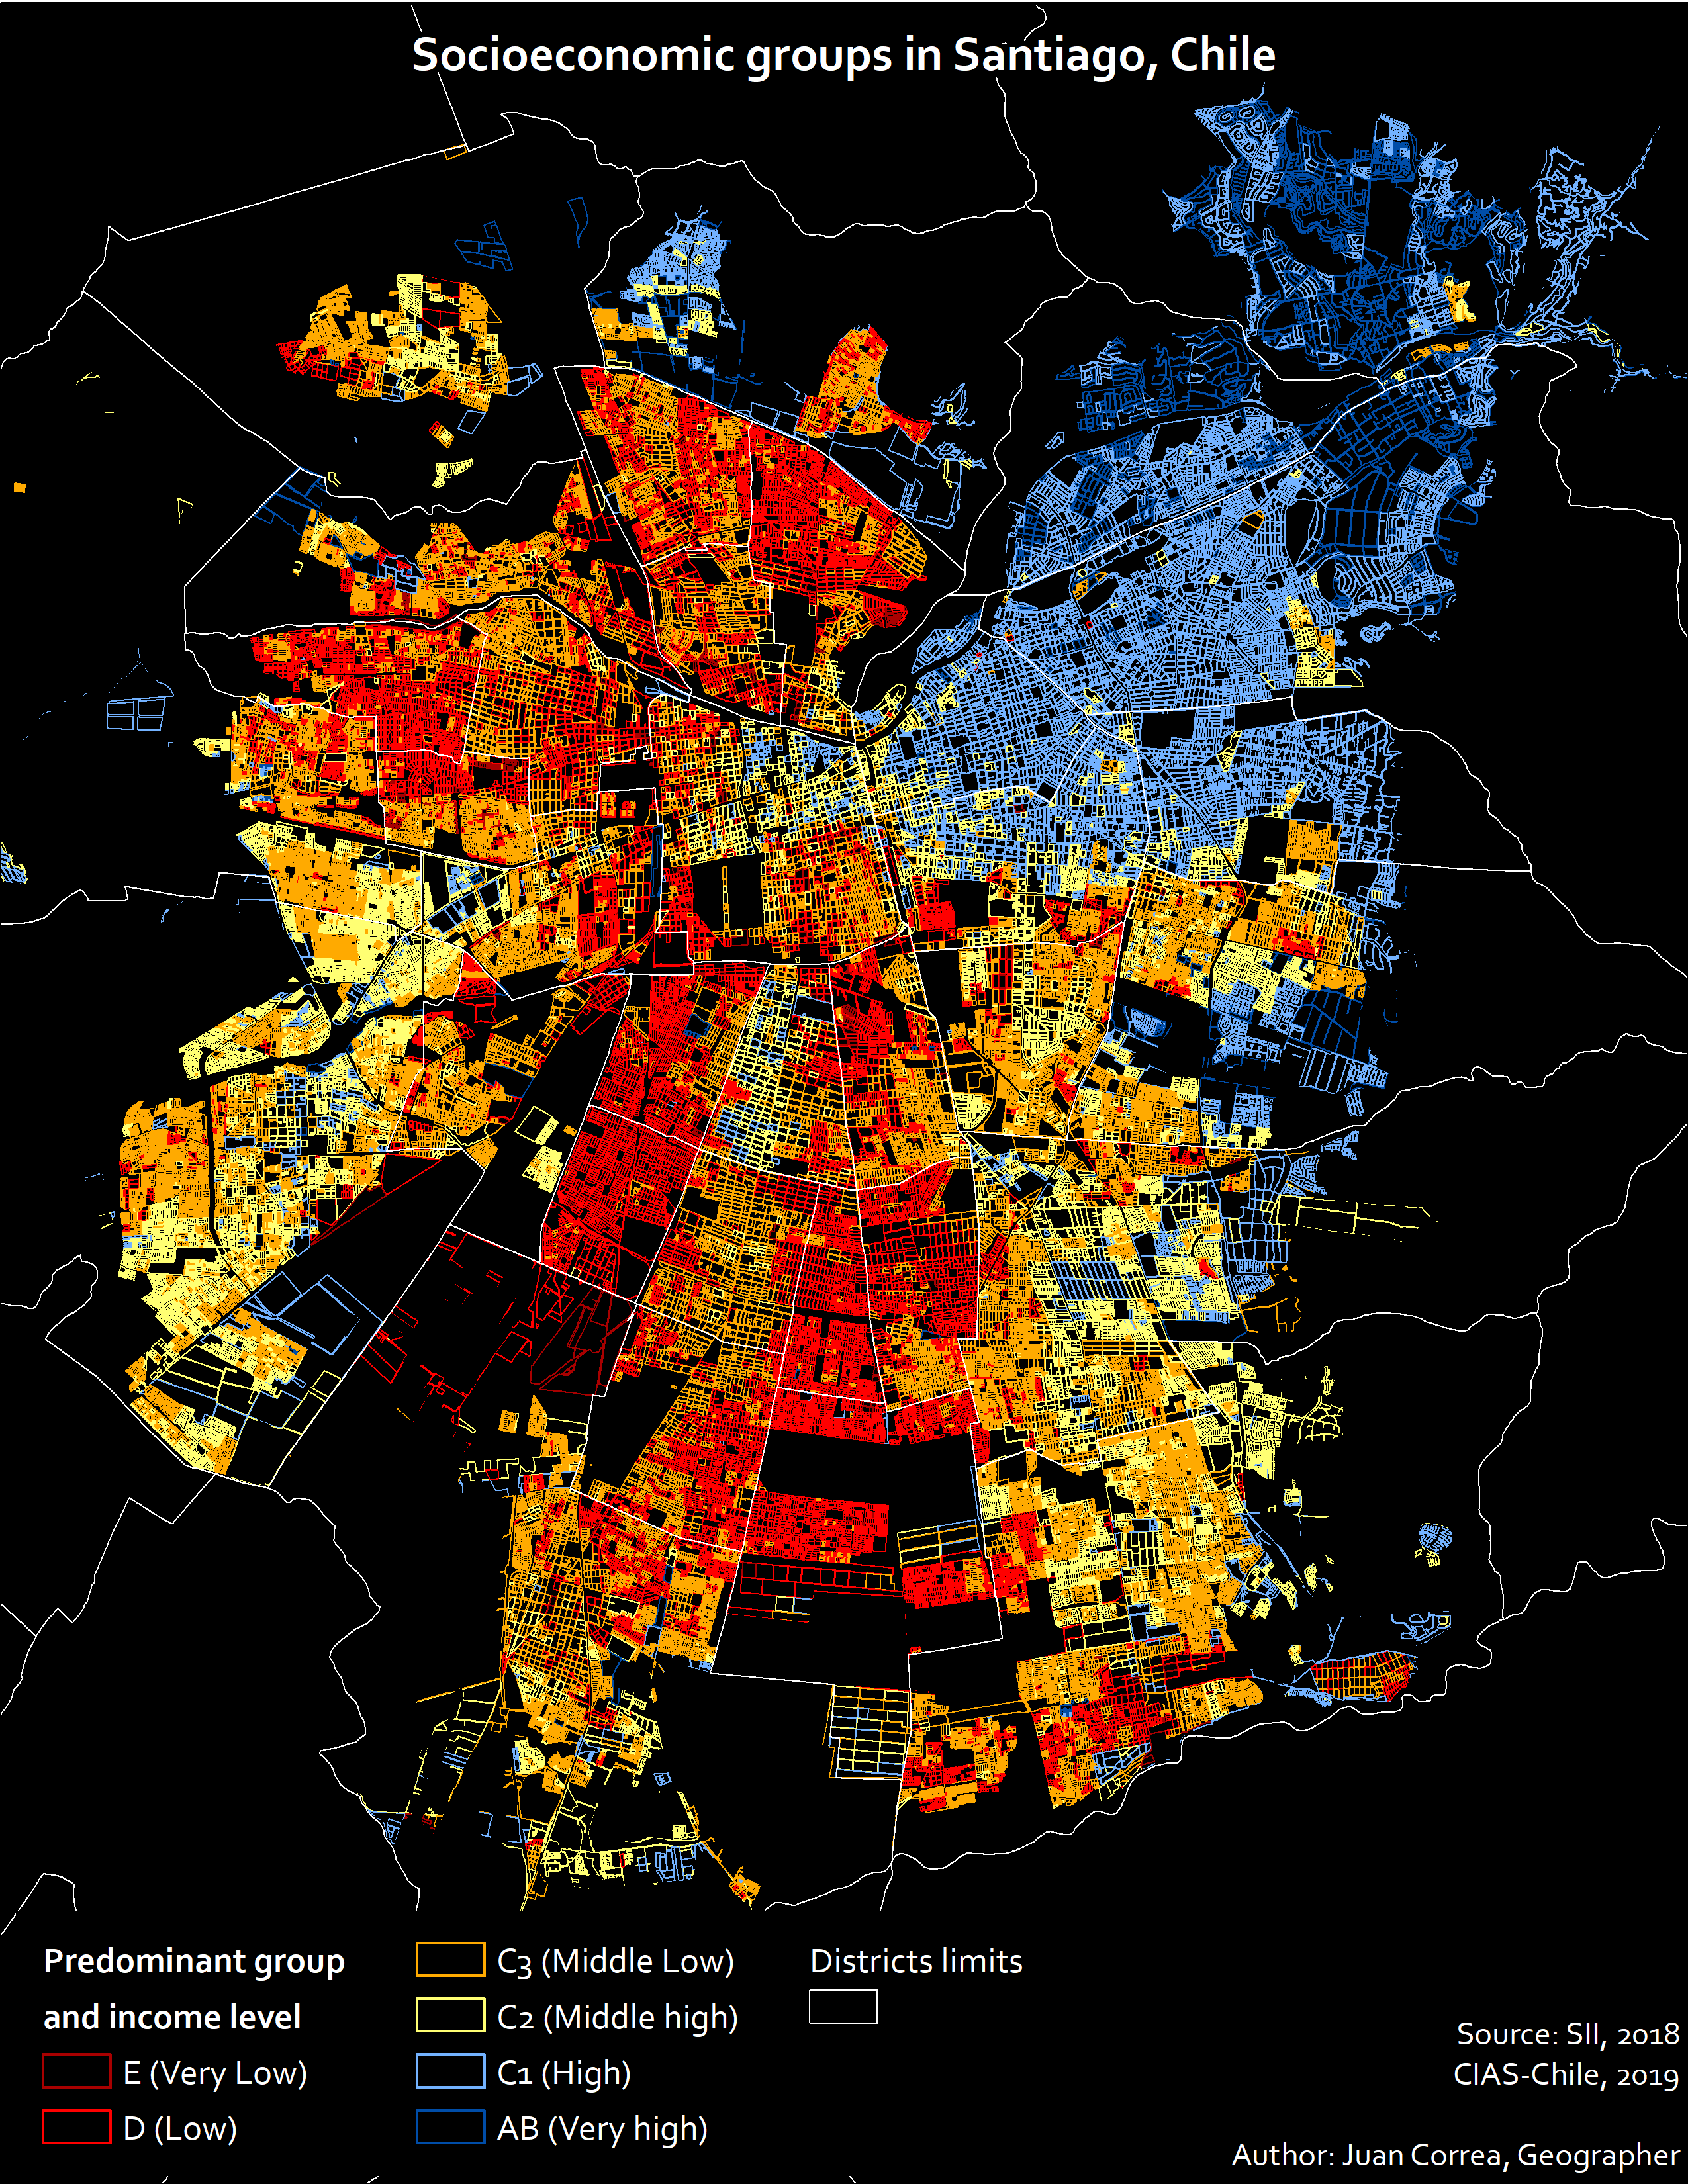 Socioeconomic groups in Santiago, Chile
Predominant group
and income level
E (Very Low)
D (Low)
C3 (Middle Low)
C2 (Middle high)
C1 (High)
AB (Very high)
Districts limits
Source: SII, 2018
CIAS-Chile, 2019
Author: Juan Correa, Geographer